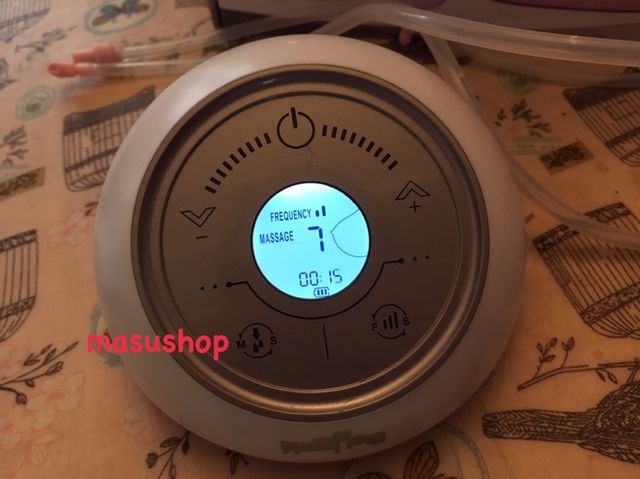 FREQUENCY
MASSAGE 7
00:15
- +
M S
F S
masushop